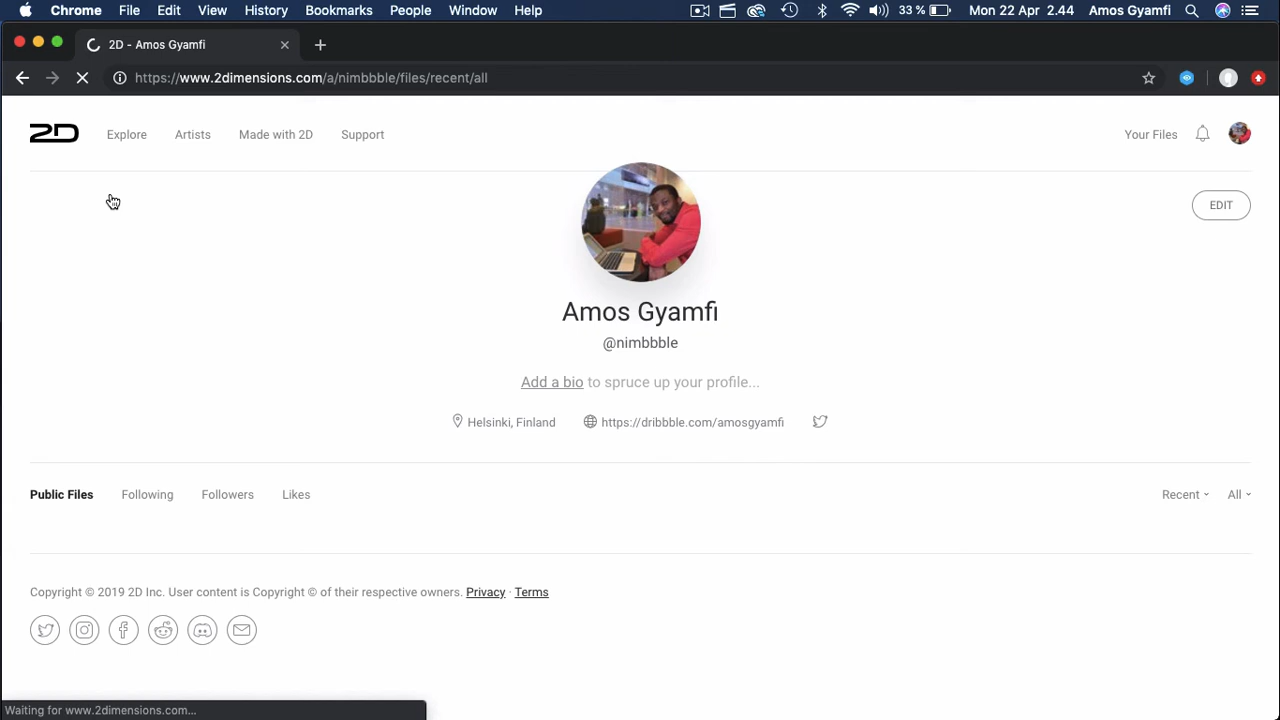 Chrome File Edit View History Bookmarks People Window Help 33 % Mon 22 Apr 2.44 Amos Gyamfi
2D - Amos Gyamfi
https://www.2dimensions.com/a/nimbbble/files/recent/all
2D Explore Artists Made with 2D Support Your Files
EDIT
Amos Gyamfi
@nimbbble
Add a bio to spruce up your profile...
Helsinki, Finland https://dribbble.com/amosgyamfi
Public Files Following Followers Likes Recent All
Copyright © 2019 2D Inc. User content is Copyright © of their respective owners. Privacy · Terms
Waiting for www.2dimensions.com...